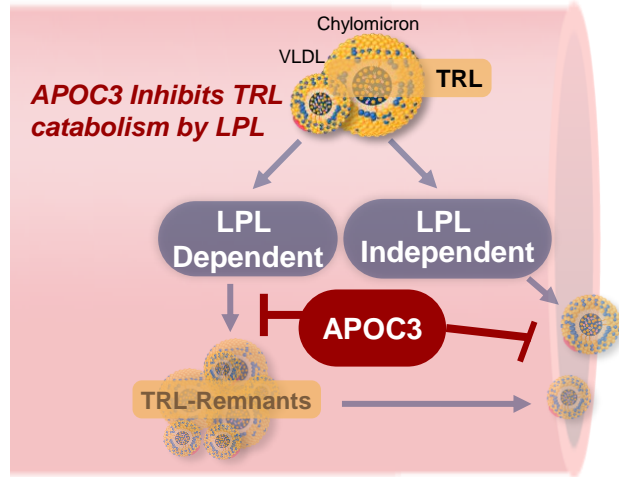 Chylomicron
VLDL
TRL
APOC3 Inhibits TRL
catabolism by LPL
LPL
Dependent
LPL
Independent
APOC3
TRL-Remnants